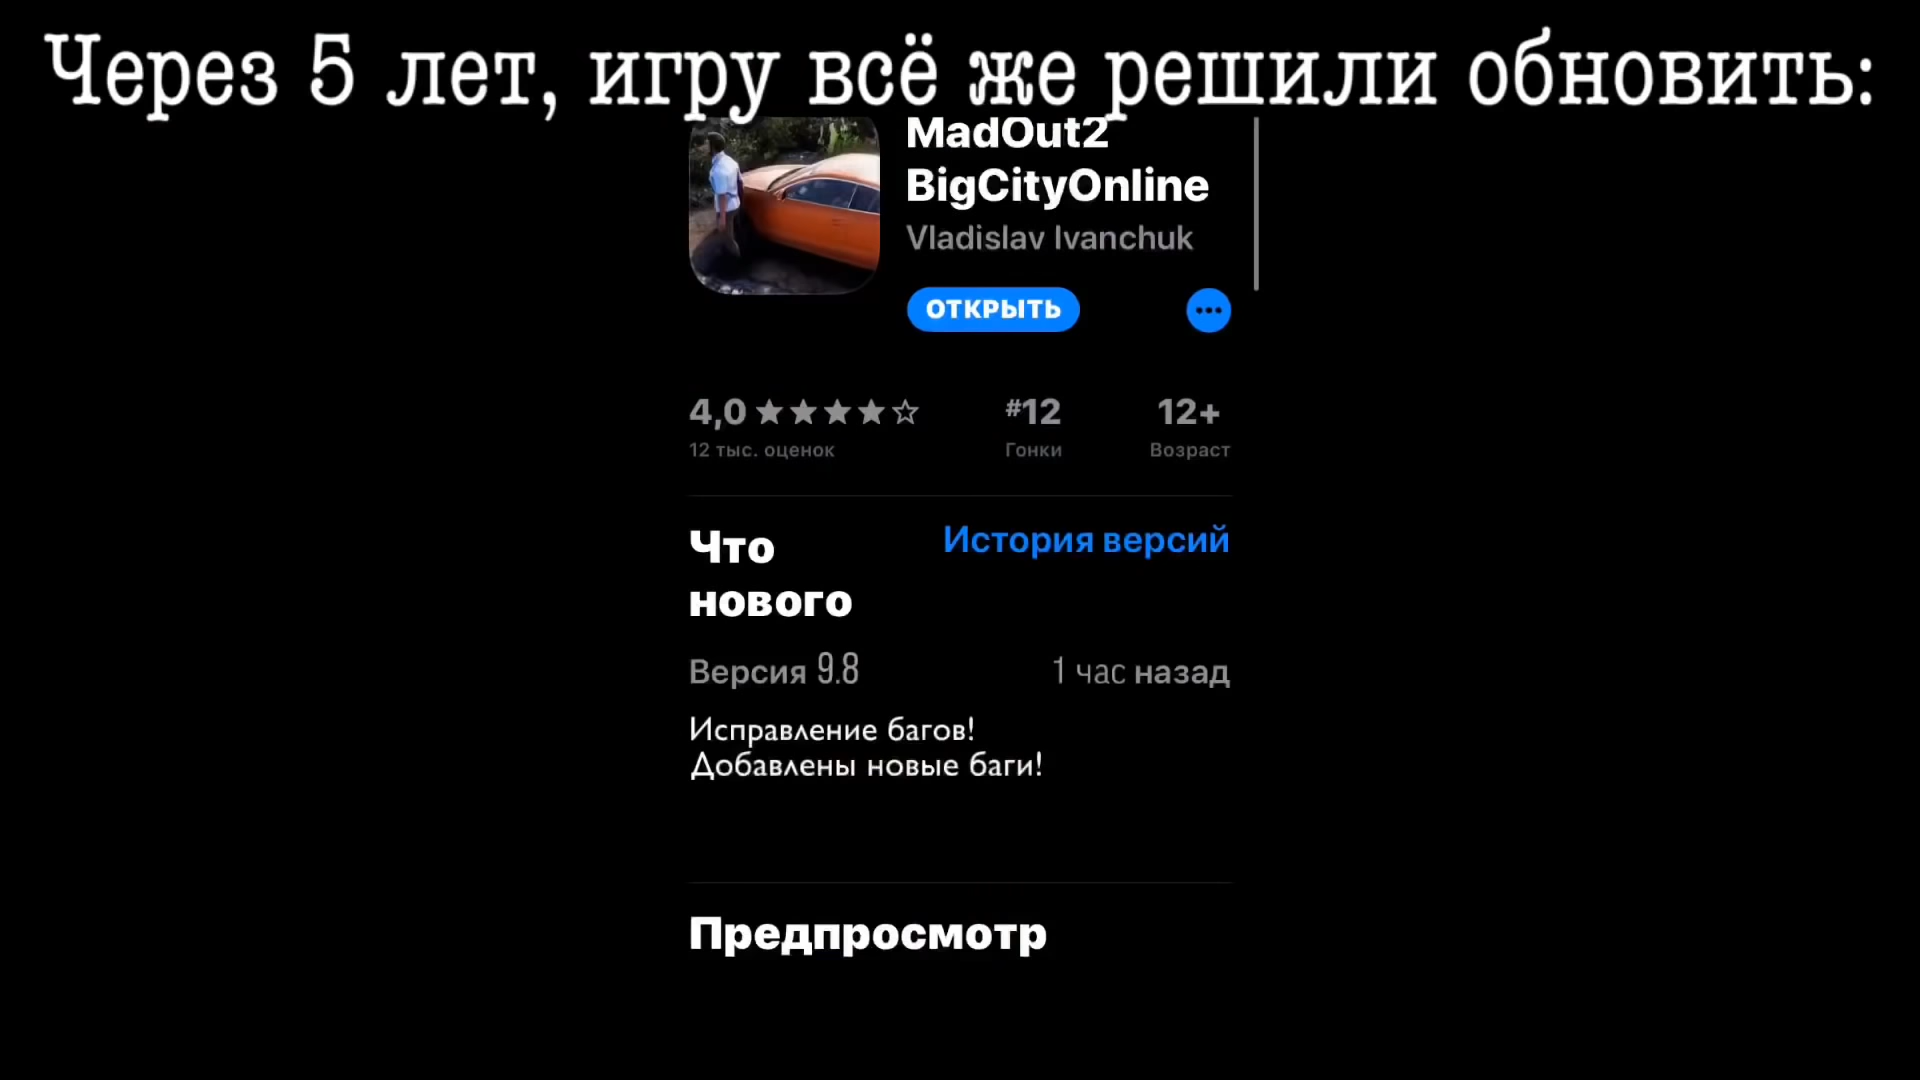 Через 5 лет, игру всё же решили обновить:
MadOut2
BigCityOnline
Vladislav Ivanchuk
ОТКРЫТЬ
4,0 #12 12+
12 тыс. оценок Гонки Возраст
Что
нового
История версий
Версия 9.8 1 час назад
Исправление багов!
Добавлены новые баги!
Предпросмотр